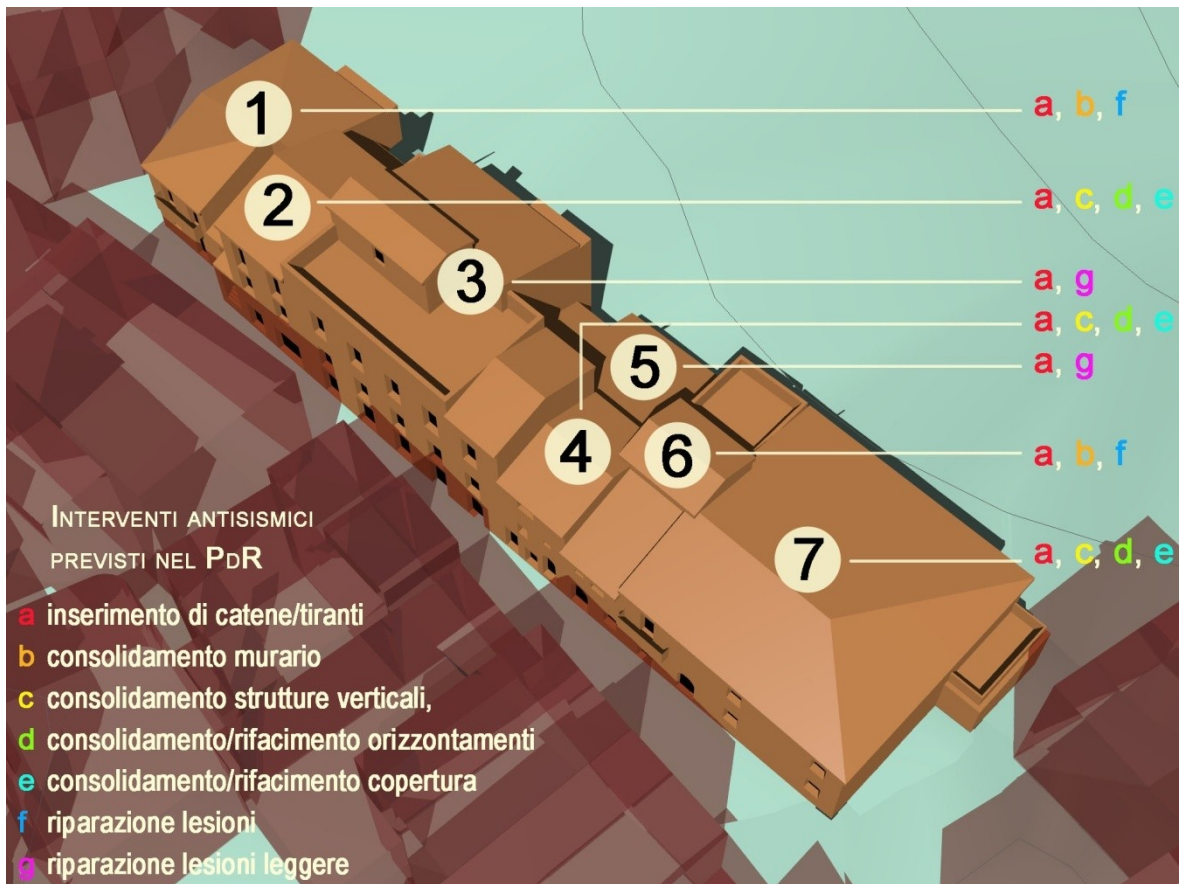 1 a, b, f
2 a, c, d, e
3 a, g
a, c, d, e
5 a, g
4
6 a, b, f
7 a, c, d, e
INTERVENTI ANTISISMICI
PREVISTI NEL PDR
a inserimento di catene/tiranti
b consolidamento murario
c consolidamento strutture verticali,
d consolidamento/rifacimento orizzontamenti
e consolidamento/rifacimento copertura
f riparazione lesioni
g riparazione lesioni leggere